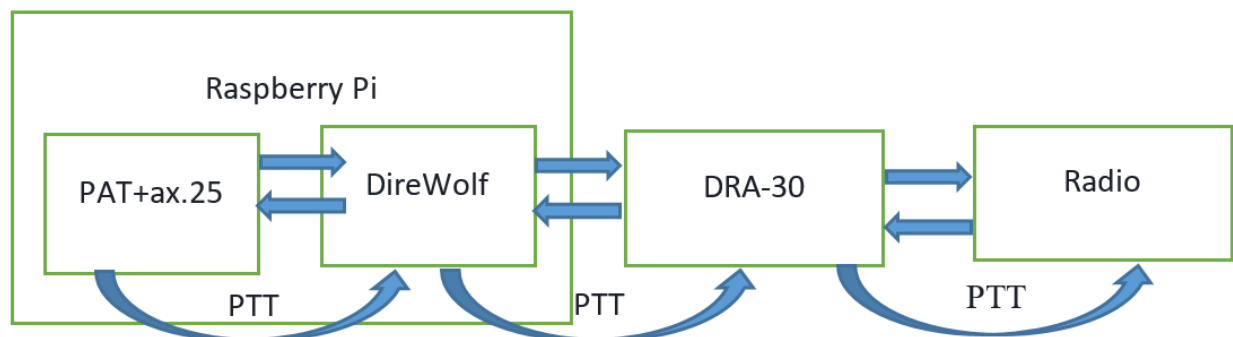 Raspberry Pi
PAT+ax.25
DireWolf
DRA-30
Radio
PTT
PTT
PTT